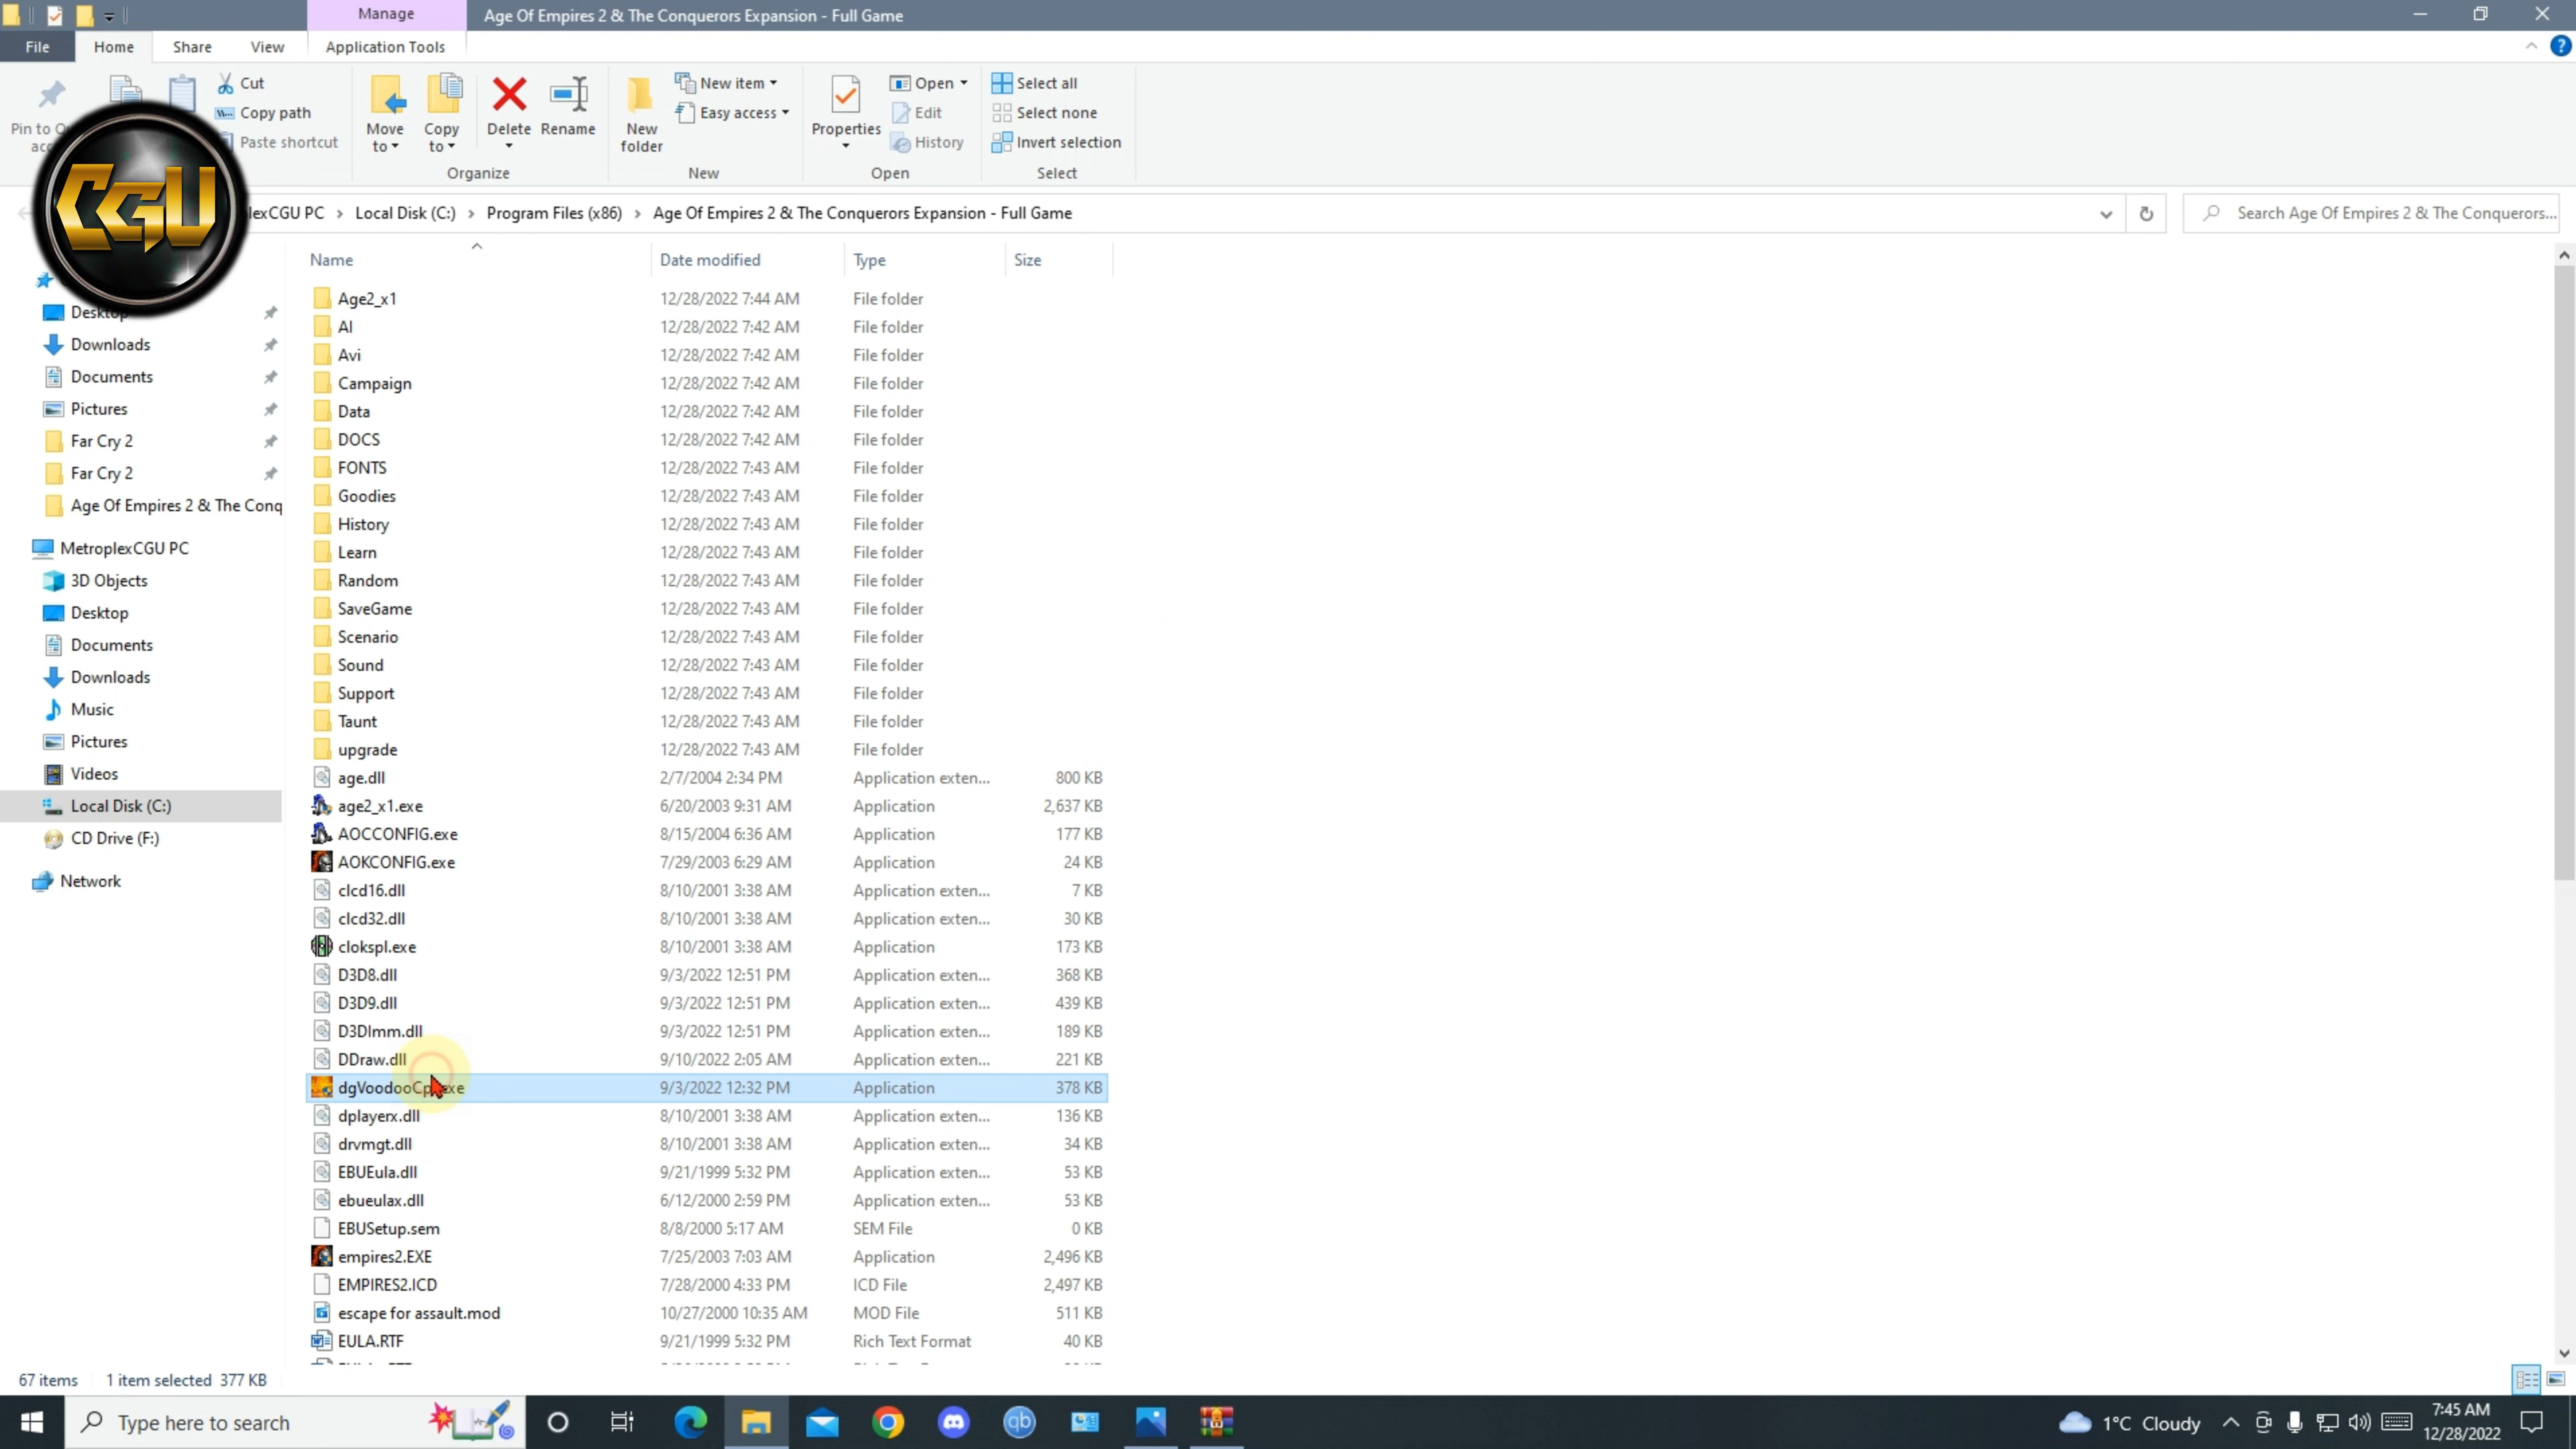 Manage
Age Of Empires 2 & The Conquerors Expansion - Full Game
File
Home
Share
View
Application Tools
Pin to
Cut
Copy path
Paste shortcut
Move to
Copy to
Delete
Rename
Organize
New folder
New item
Easy access
New
Properties
Open
Edit
History
Open
Select all
Select none
Invert selection
Select
CGU
lexCGU PC > Local Disk (C:) > Program Files (x86) > Age Of Empires 2 & The Conquerors Expansion - Full Game
Search Age Of Empires 2 & The Conquerors...
Desktop
Downloads
Documents
Pictures
Far Cry 2
Far Cry 2
Age Of Empires 2 & The Conq
MetroplexCGU PC
3D Objects
Desktop
Documents
Downloads
Music
Pictures
Videos
Local Disk (C:)
CD Drive (F:)
Network
Name Date modified Type Size
Age2_x1 12/28/2022 7:44 AM File folder
AI 12/28/2022 7:42 AM File folder
Avi 12/28/2022 7:42 AM File folder
Campaign 12/28/2022 7:42 AM File folder
Data 12/28/2022 7:42 AM File folder
DOCS 12/28/2022 7:42 AM File folder
FONTS 12/28/2022 7:43 AM File folder
Goodies 12/28/2022 7:43 AM File folder
History 12/28/2022 7:43 AM File folder
Learn 12/28/2022 7:43 AM File folder
Random 12/28/2022 7:43 AM File folder
SaveGame 12/28/2022 7:43 AM File folder
Scenario 12/28/2022 7:43 AM File folder
Sound 12/28/2022 7:43 AM File folder
Support 12/28/2022 7:43 AM File folder
Taunt 12/28/2022 7:43 AM File folder
upgrade 12/28/2022 7:43 AM File folder
age.dll 2/7/2004 2:34 PM Application exten... 800 KB
age2_x1.exe 6/20/2003 9:31 AM Application 2,637 KB
AOCCONFIG.exe 8/15/2004 6:36 AM Application 177 KB
AOKCONFIG.exe 7/29/2003 6:29 AM Application 24 KB
clcd16.dll 8/10/2001 3:38 AM Application exten... 7 KB
clcd32.dll 8/10/2001 3:38 AM Application exten... 30 KB
clokspl.exe 8/10/2001 3:38 AM Application 173 KB
D3D8.dll 9/3/2022 12:51 PM Application exten... 368 KB
D3D9.dll 9/3/2022 12:51 PM Application exten... 439 KB
D3DImm.dll 9/3/2022 12:51 PM Application exten... 189 KB
DDraw.dll 9/10/2022 2:05 AM Application exten... 221 KB
dgVoodooCpl.exe 9/3/2022 12:32 PM Application 378 KB
dplayerx.dll 8/10/2001 3:38 AM Application exten... 136 KB
drvmgt.dll 8/10/2001 3:38 AM Application exten... 34 KB
EBUEula.dll 9/21/1999 5:32 PM Application exten... 53 KB
ebueulax.dll 6/12/2000 2:59 PM Application exten... 53 KB
EBUSetup.sem 8/8/2000 5:17 AM SEM File 0 KB
empires2.EXE 7/25/2003 7:03 AM Application 2,496 KB
EMPIRES2.ICD 7/28/2000 4:33 PM ICD File 2,497 KB
escape for assault.mod 10/27/2000 10:35 AM MOD File 511 KB
EULA.RTF 9/21/1999 5:32 PM Rich Text Format 40 KB
67 items 1 item selected 377 KB
Type here to search
qb
1°C Cloudy
7:45 AM
12/28/2022